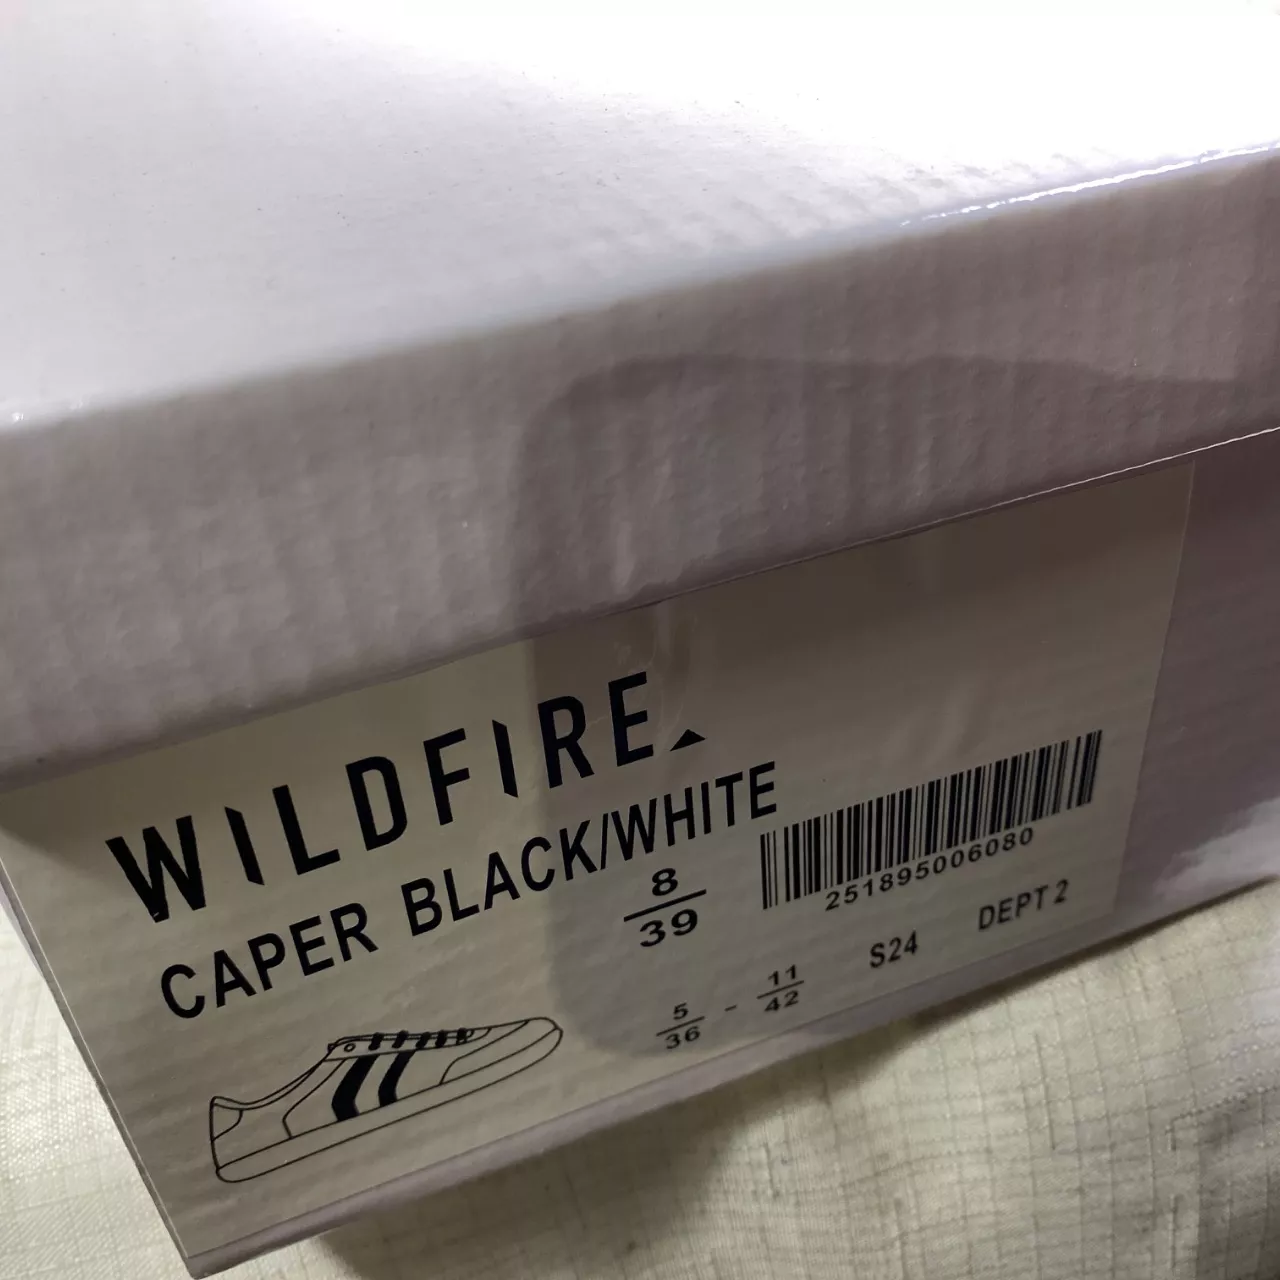 WILDFIRE
CAPER BLACK/WHITE
8
39
251895006080
5
36
-
11
42
S24
DEPT 2